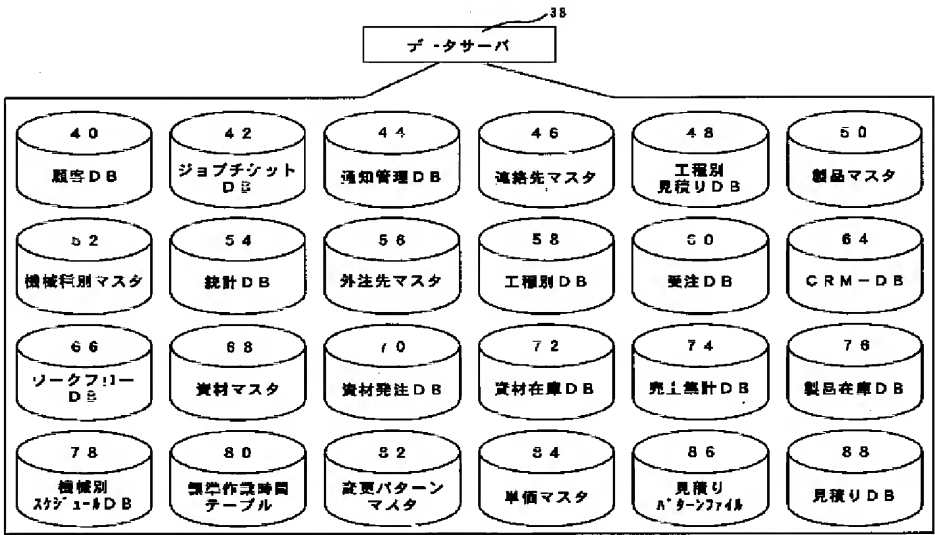 38
データサーバ
40
顧客DB
42
ジョブチケット
DB
44
通知管理DB
46
連絡先マスタ
48
工程別
見積りDB
50
製品マスタ
52
機械種別マスタ
54
統計DB
56
外注先マスタ
58
工程別DB
60
受注DB
64
CRM-DB
66
ワークフロー
DB
68
資材マスタ
70
資材発注DB
72
資材在庫DB
74
売上集計DB
76
製品在庫DB
78
機械別
スケジュールDB
80
標準作業時間
テーブル
82
変更パターン
マスタ
84
単価マスタ
86
見積り
パターンファイル
88
見積りDB